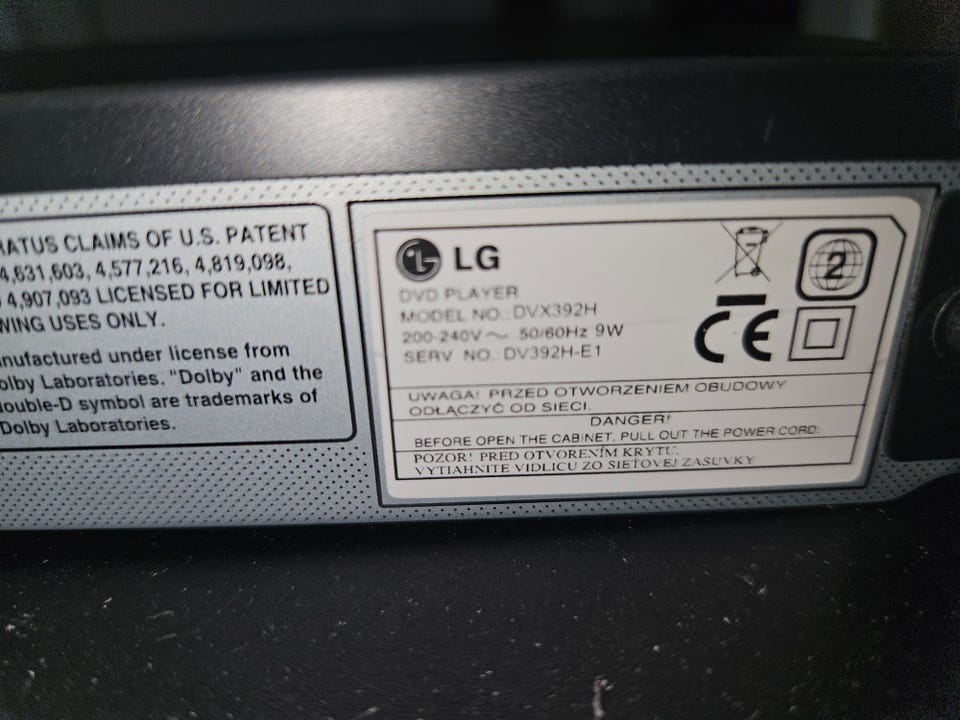 RATUS CLAIMS OF U.S. PATENT
4,631,603, 4,577,216, 4,819,098,
4,907,093 LICENSED FOR LIMITED
WING USES ONLY.
nufactured under license from
olby Laboratories. "Dolby" and the
ouble-D symbol are trademarks of
Dolby Laboratories.
LG
DVD PLAYER
MODEL NO.: DVX392H
200-240V ~ 50/60Hz 9W
SERV NO.: DV392H-E1
2
CE
UWAGA! PRZED OTWORZENIEM OBUDOWY
ODŁĄCZYĆ OD SIECI.
DANGER!
BEFORE OPEN THE CABINET, PULL OUT THE POWER CORD.
POZOR! PRED OTVORENÍM KRYTU.
VYTIAHNITE VIDLICU ZO SIEŤOVEJ ZÁSUVKY